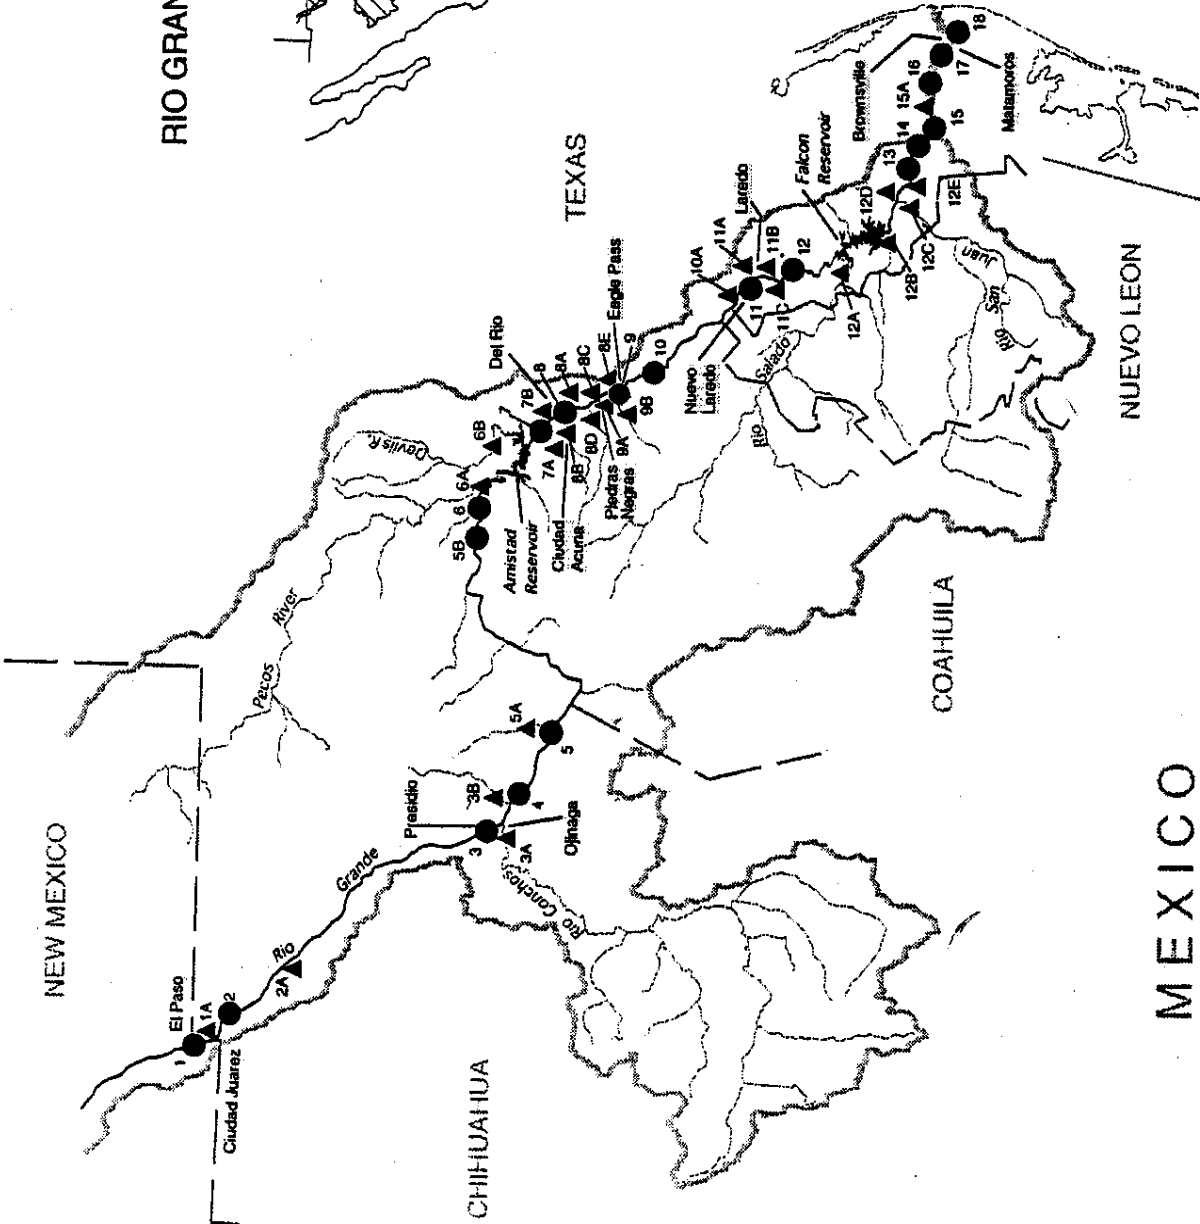 RIO GRAN
NEW MEXICO
TEXAS
El Paso
1
1A
2
Ciudad Juarez
2A
Rio
Grande
CHIHUAHUA
Presidio
3
3B
4
3A
Ojinaga
Rio
Conchos
5A
5
Pecos
River
Devils R.
5B
6
6A
6B
Amistad
Reservoir
Del Rio
7B
7A
8
8A
8B
8C
8D
8E
Ciudad
Acuna
Eagle Pass
9
9A
9B
Piedras
Negras
10
10A
Laredo
11A
11
11B
11C
Nuevo
Laredo
12
Falcon
Reservoir
12A
12B
12C
12D
12E
Rio
Salado
Rio
San
Juan
13
14
15
15A
16
17
18
Brownsville
Matamoros
COAHUILA
NUEVO LEON
MEXICO